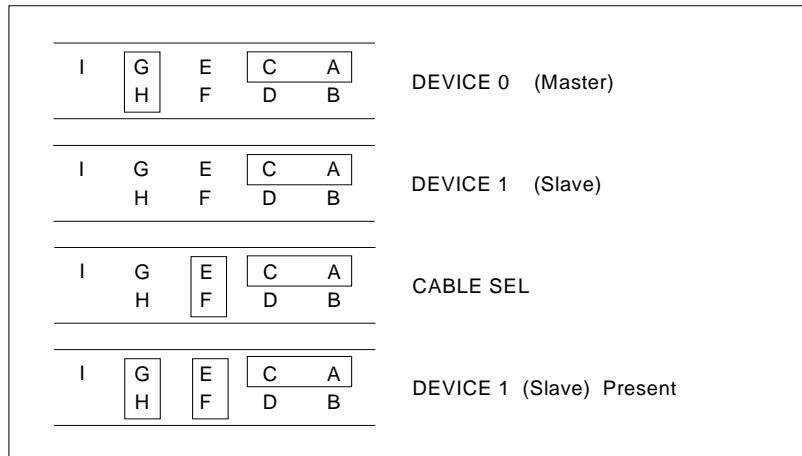 I G E C A
H F D B
DEVICE 0 (Master)
I G E C A
H F D B
DEVICE 1 (Slave)
I G E C A
H F D B
CABLE SEL
I G E C A
H F D B
DEVICE 1 (Slave) Present